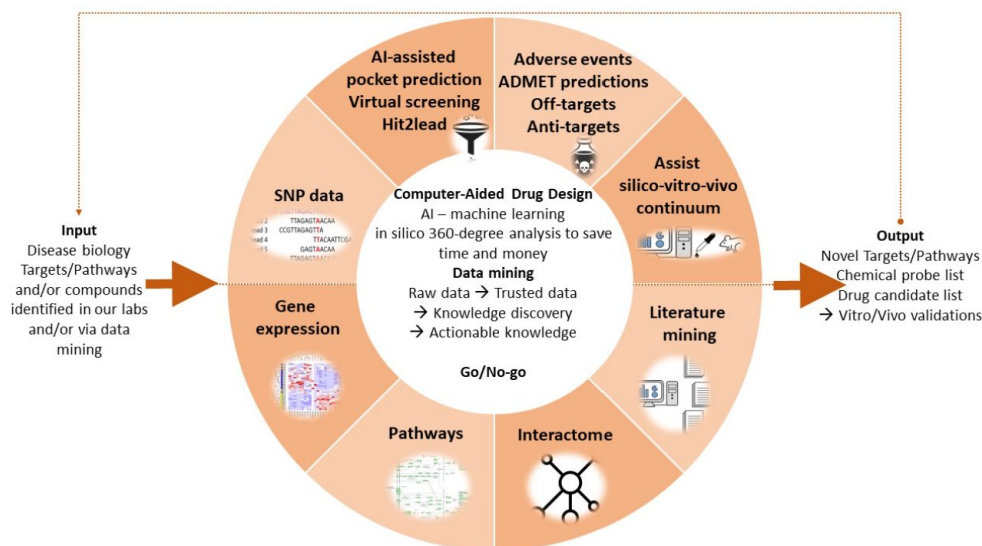 AI-assisted
pocket prediction
Virtual screening
Hit2lead
Adverse events
ADMET predictions
Off-targets
Anti-targets
SNP data
TTAGAGTAACAA
CCGTTAGAGTTA
TTACAATTCGA
GAGTAACAA
Assist
silico-vitro-vivo
continuum
Computer-Aided Drug Design
AI – machine learning
in silico 360-degree analysis to save
time and money
Data mining
Raw data → Trusted data
→ Knowledge discovery
→ Actionable knowledge
Go/No-go
Input
Disease biology
Targets/Pathways
and/or compounds
identified in our labs
and/or via data
mining
Output
Novel Targets/Pathways
Chemical probe list
Drug candidate list
→ Vitro/Vivo validations
Gene
expression
Literature
mining
Pathways
Interactome